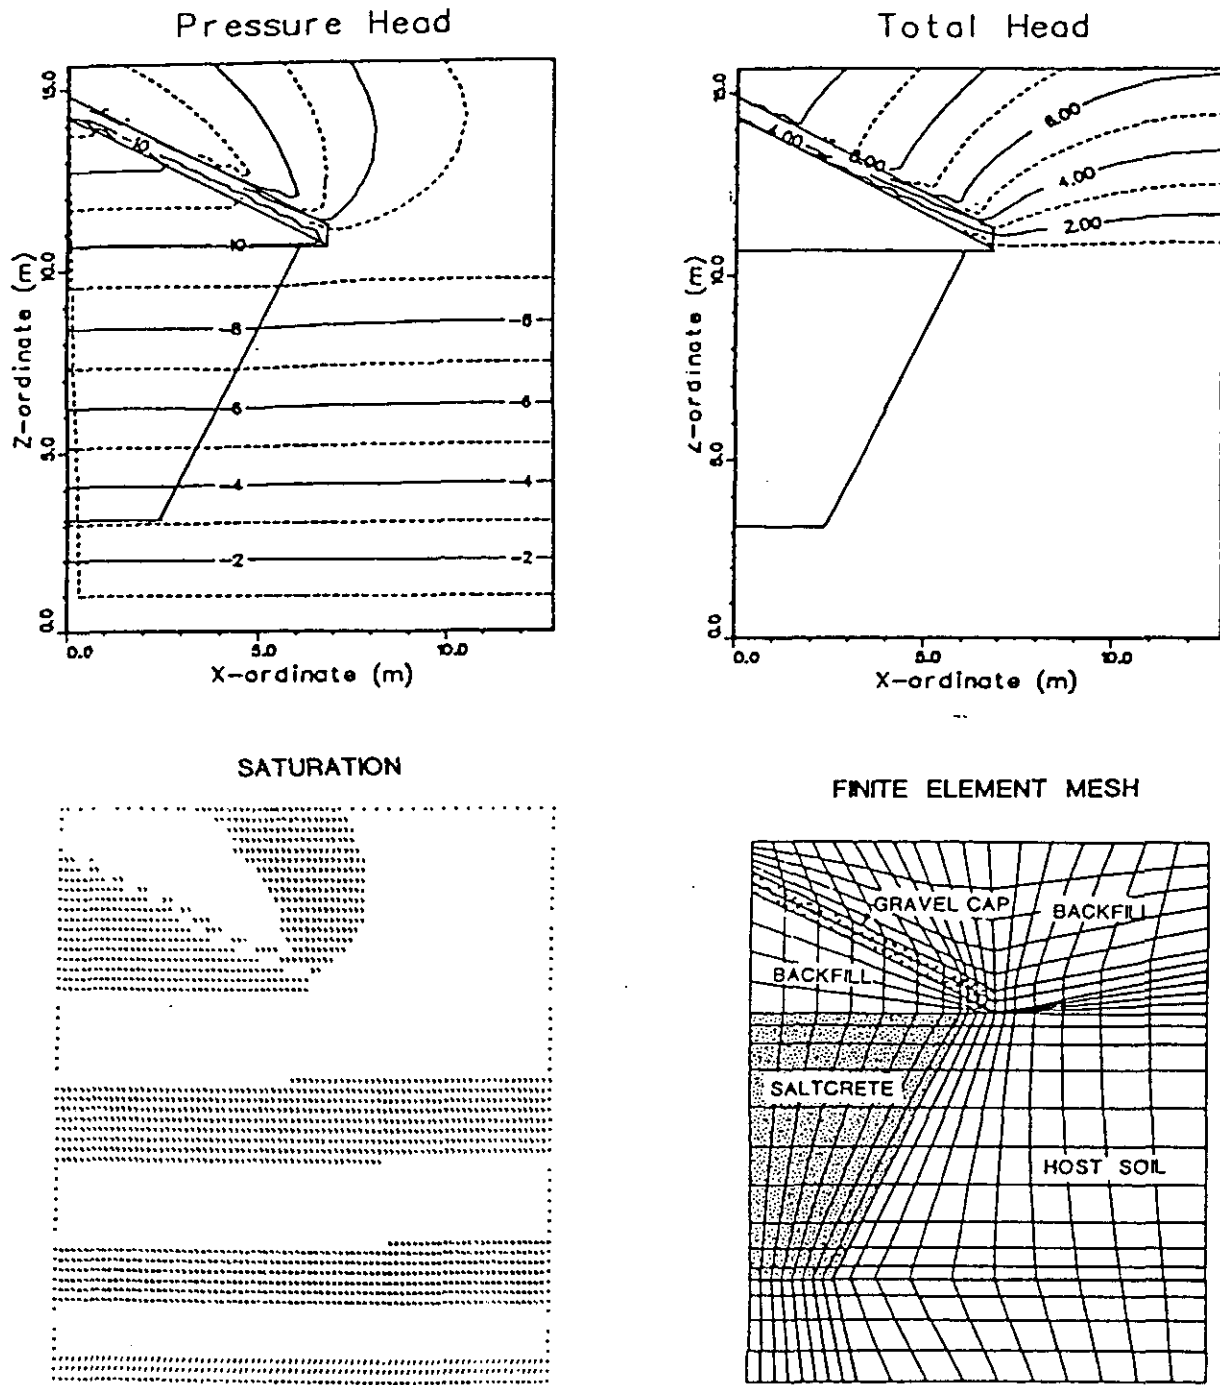 Pressure Head
Total Head
15.0
10.0
5.0
0.0
Z-ordinate (m)
10
10
-8
-8
-6
-6
-4
-4
-2
-2
0.0
5.0
10.0
X-ordinate (m)
15.0
10.0
5.0
0.0
Z-ordinate (m)
4.00
6.00
6.00
4.00
2.00
0.0
5.0
10.0
X-ordinate (m)
SATURATION
FINITE ELEMENT MESH
GRAVEL CAP
BACKFILL
BACKFILL
SALTCRETE
HOST SOIL